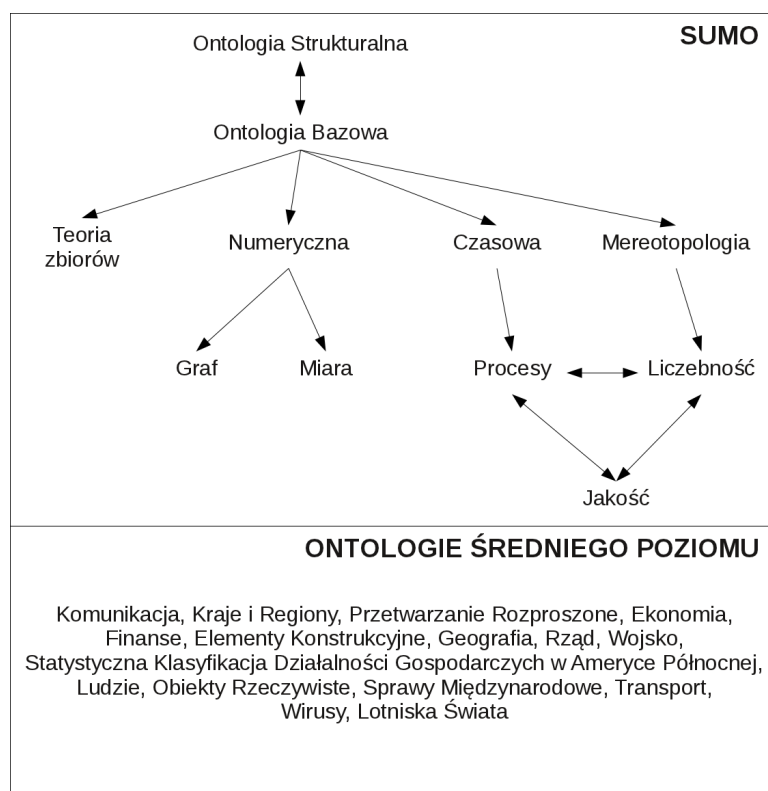 SUMO
Ontologia Strukturalna
Ontologia Bazowa
Teoria
zbiorów
Numeryczna
Czasowa
Mereotopologia
Graf
Miara
Procesy
Liczebność
Jakość
ONTOLOGIE ŚREDNIEGO POZIOMU
Komunikacja, Kraje i Regiony, Przetwarzanie Rozproszone, Ekonomia,
Finanse, Elementy Konstrukcyjne, Geografia, Rząd, Wojsko,
Statystyczna Klasyfikacja Działalności Gospodarczych w Ameryce Północnej,
Ludzie, Obiekty Rzeczywiste, Sprawy Międzynarodowe, Transport,
Wirusy, Lotniska Świata